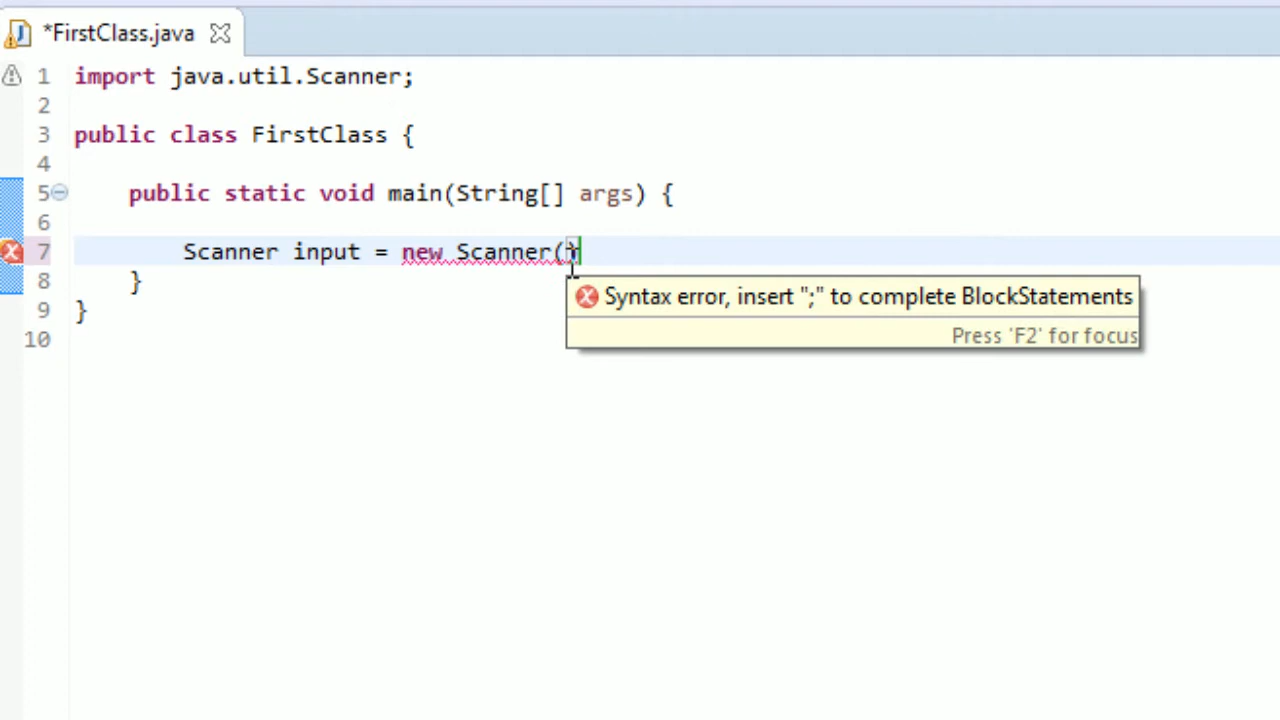 *FirstClass.java
1 import java.util.Scanner;
2
3 public class FirstClass {
4
5 public static void main(String[] args) {
6
7 Scanner input = new Scanner()
8 }
9 }
10
Syntax error, insert ";" to complete BlockStatements
Press 'F2' for focus